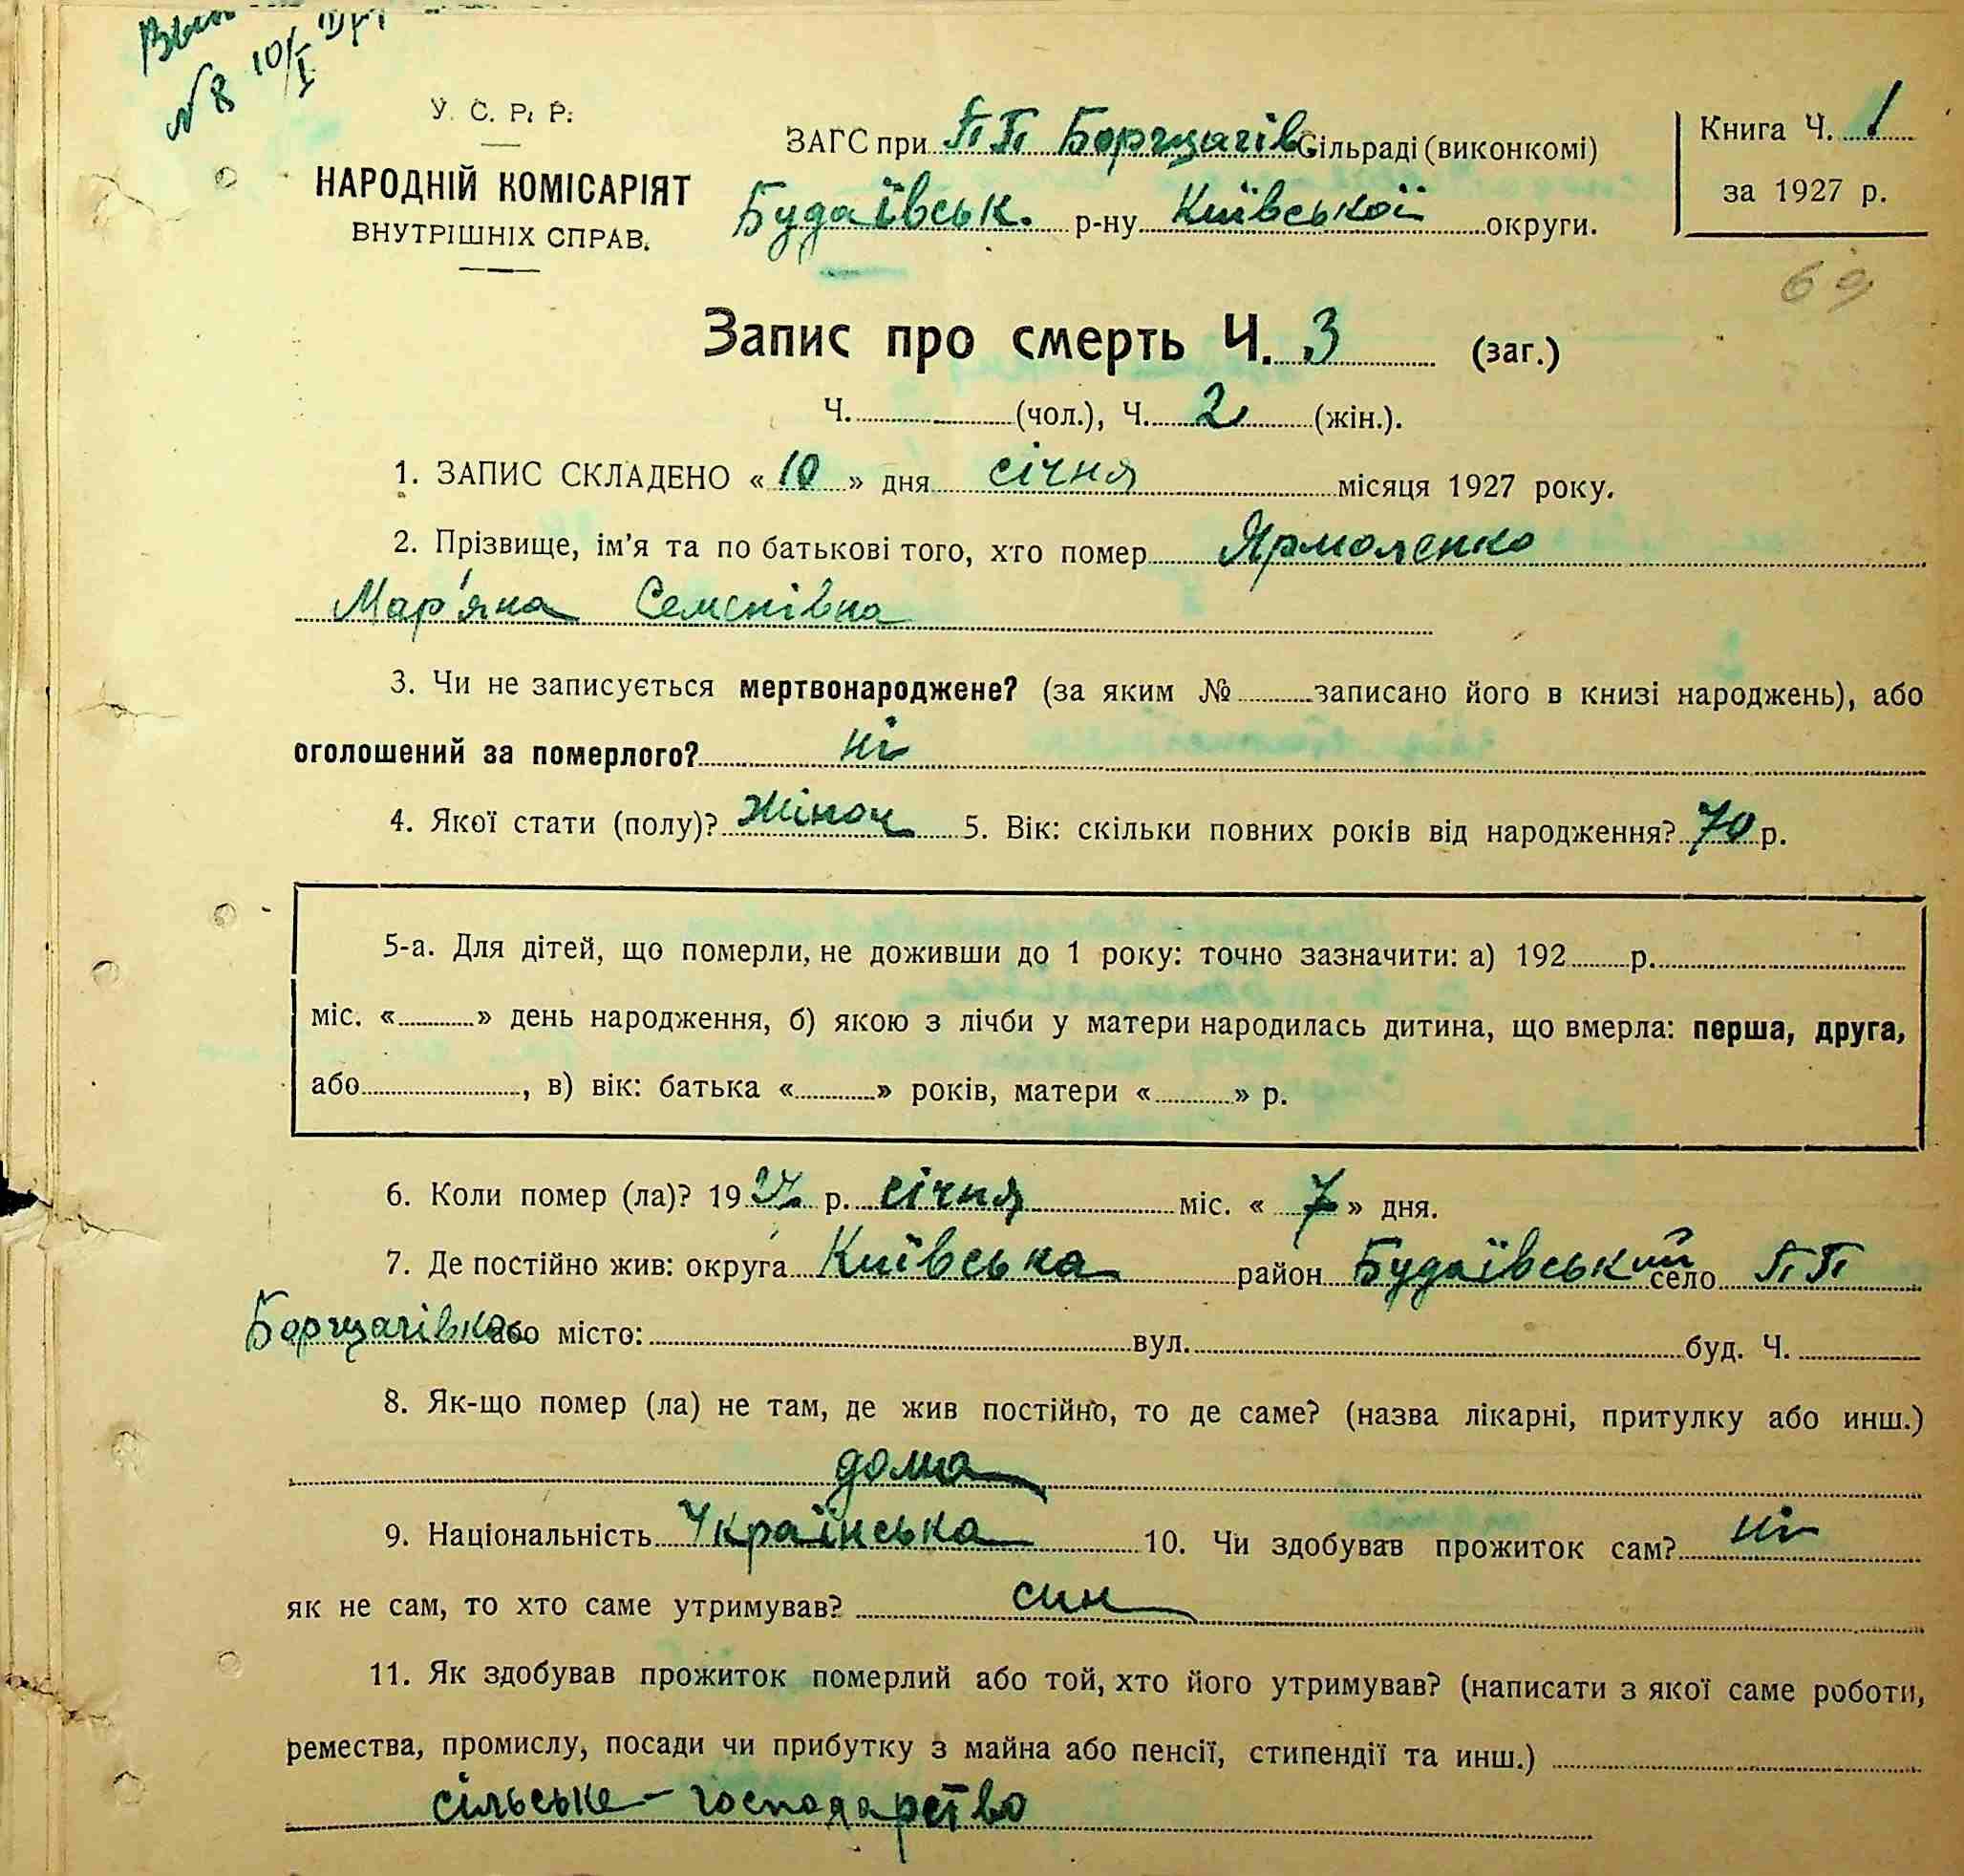 № 8 10/I
У. С. Р. Р.
НАРОДНІЙ КОМІСАРІЯТ
ВНУТРІШНІХ СПРАВ.
ЗАГС при П П Борщагів Сільраді (виконкомі)
Будаївськ. р-ну Київської округи.
Книга Ч. 1
за 1927 р.
69
Запис про смерть Ч. 3 (заг.)
Ч. (чол.), Ч. 2 (жін.).
1. ЗАПИС СКЛАДЕНО « 10 » дня січня місяця 1927 року.
2. Прізвище, ім’я та по батькові того, хто помер Ярмоленко
Мар'яна Семенівна
3. Чи не записується мертвонароджене? (за яким № записано його в книзі народжень), або
оголошений за померлого? ні
4. Якої стати (полу)? Жіноч 5. Вік: скільки повних років від народження? 70 р.
5-а. Для дітей, що померли, не доживши до 1 року: точно зазначити: а) 192 р.
міс. « » день народження, б) якою з лічби у матери народилась дитина, що вмерла: перша, друга,
або , в) вік: батька « » років, матери « » р.
6. Коли помер (ла)? 1927 р. січня міс. « 7 » дня.
7. Де постійно жив: округа Київська район Будаївський село П П
Борщагівка або місто: вул. буд. Ч.
8. Як-що помер (ла) не там, де жив постійно, то де саме? (назва лікарні, притулку або инш.)
дома
9. Національність Українська 10. Чи здобував прожиток сам? ні
як не сам, то хто саме утримував? син
11. Як здобував прожиток померлий або той, хто його утримував? (написати з якої саме роботи,
ремества, промислу, посади чи прибутку з майна або пенсії, стипендії та инш.)
сільське - господарство